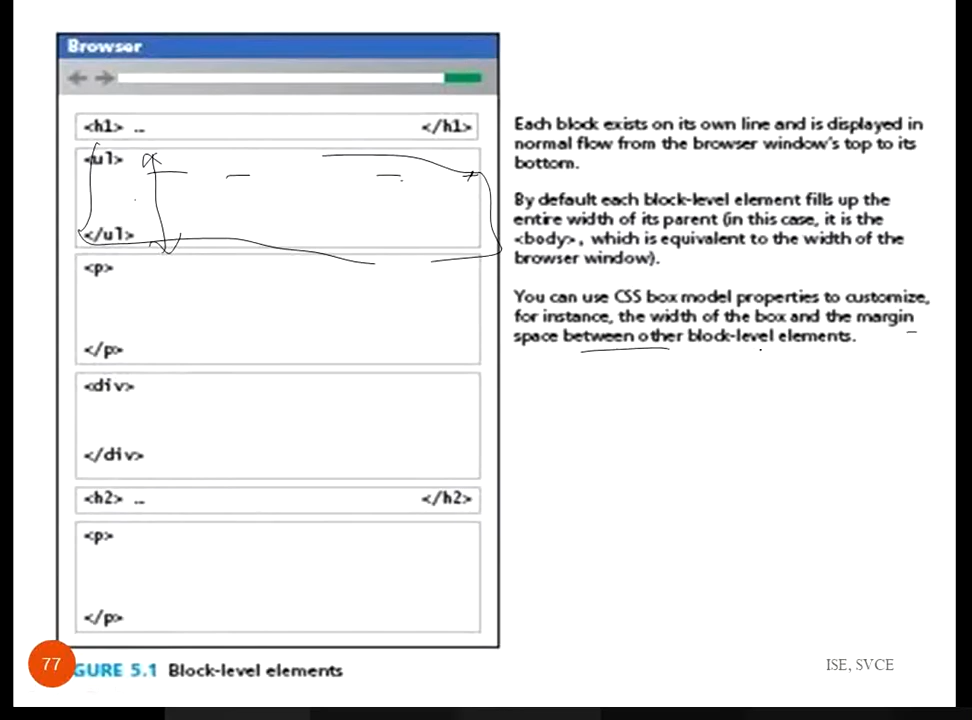 Browser
<h1> … </h1>
<ul>
</ul>
<p>
</p>
<div>
</div>
<h2> … </h2>
<p>
</p>
Each block exists on its own line and is displayed in
normal flow from the browser window's top to its
bottom.
By default each block-level element fills up the
entire width of its parent (in this case, it is the
<body>, which is equivalent to the width of the
browser window).
You can use CSS box model properties to customize,
for instance, the width of the box and the margin
space between other block-level elements.
77 GURE 5.1 Block-level elements
ISE, SVCE